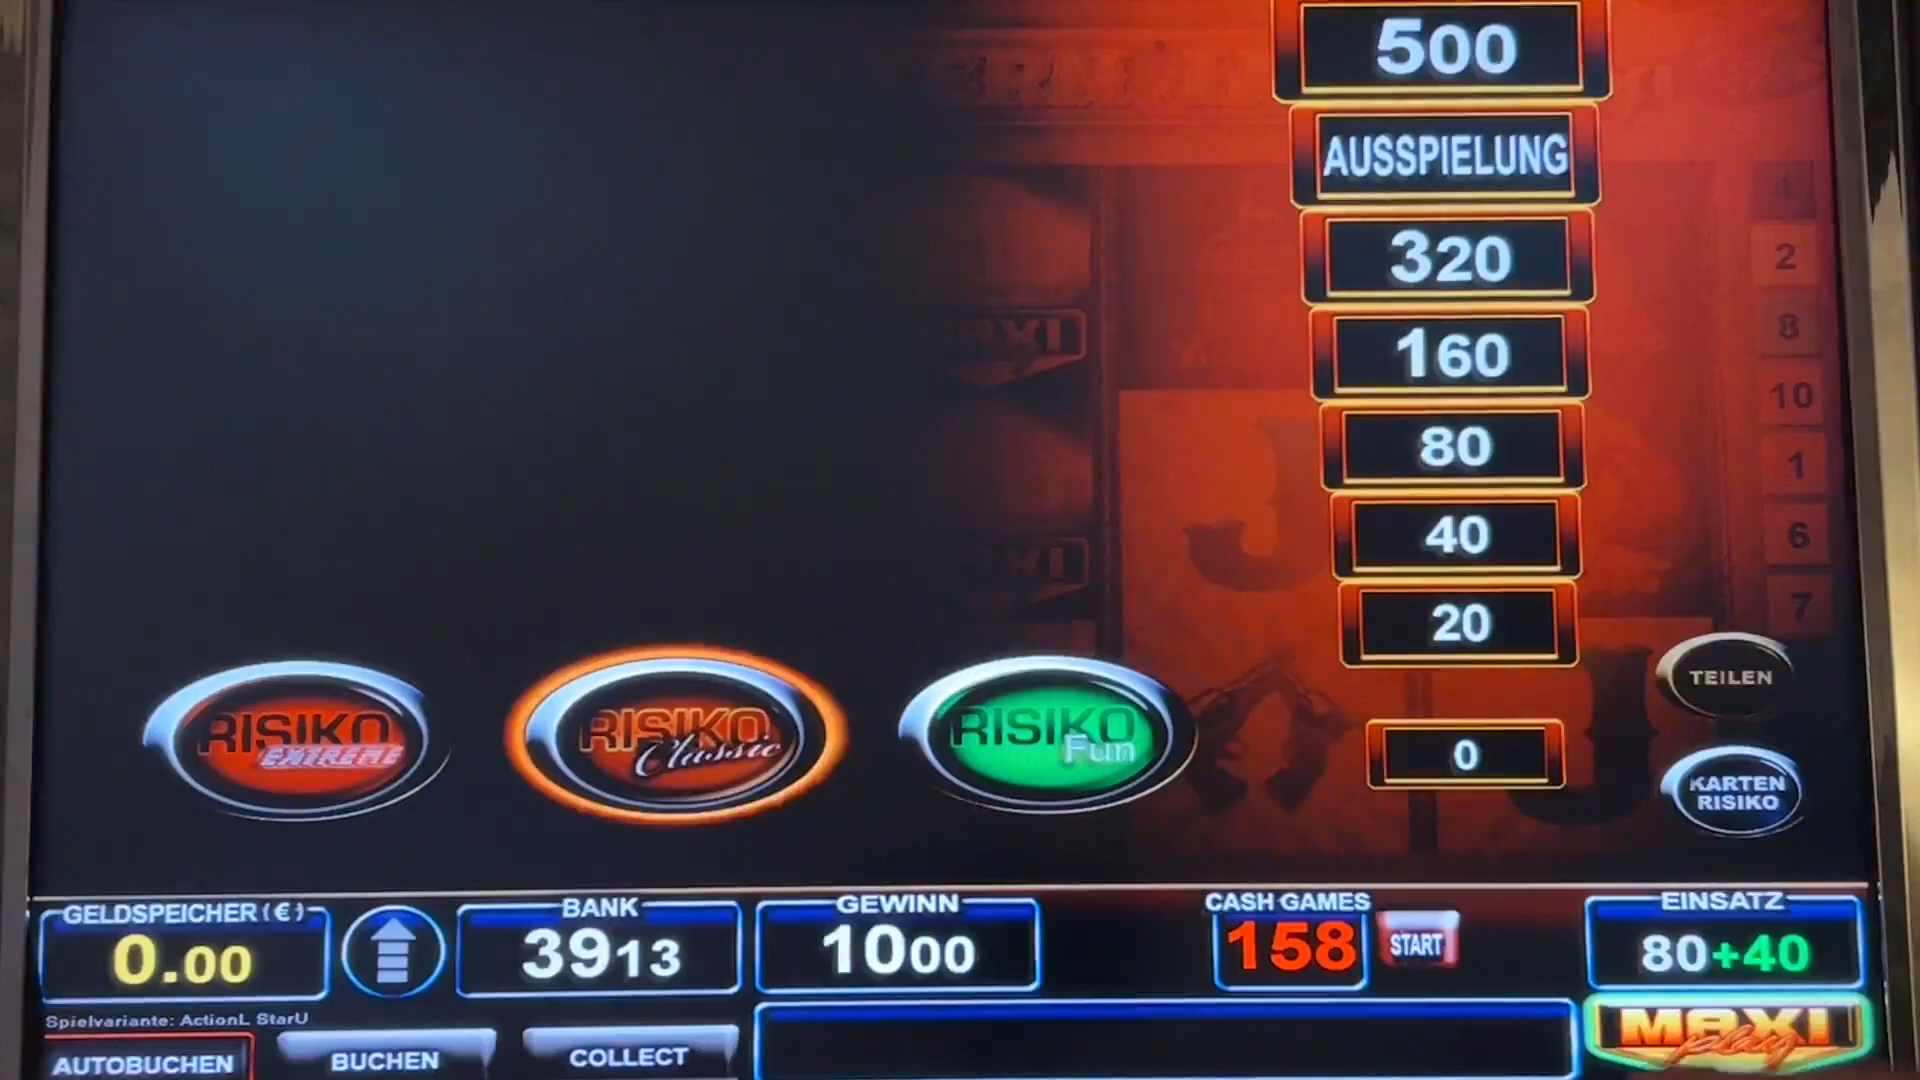 500
AUSSPIELUNG
320
160
80
40
20
0
2
8
10
1
6
7
J
J
TEILEN
KARTEN
RISIKO
RISIKO
EXTREME
RISIKO
Classic
RISIKO
Fun
GELDSPEICHER (€)
0.00
BANK
3913
GEWINN
1000
CASH GAMES
158
START
EINSATZ
80+40
Spielvariante: ActionL StarU
AUTOBUCHEN
BUCHEN
COLLECT
MAXI
play